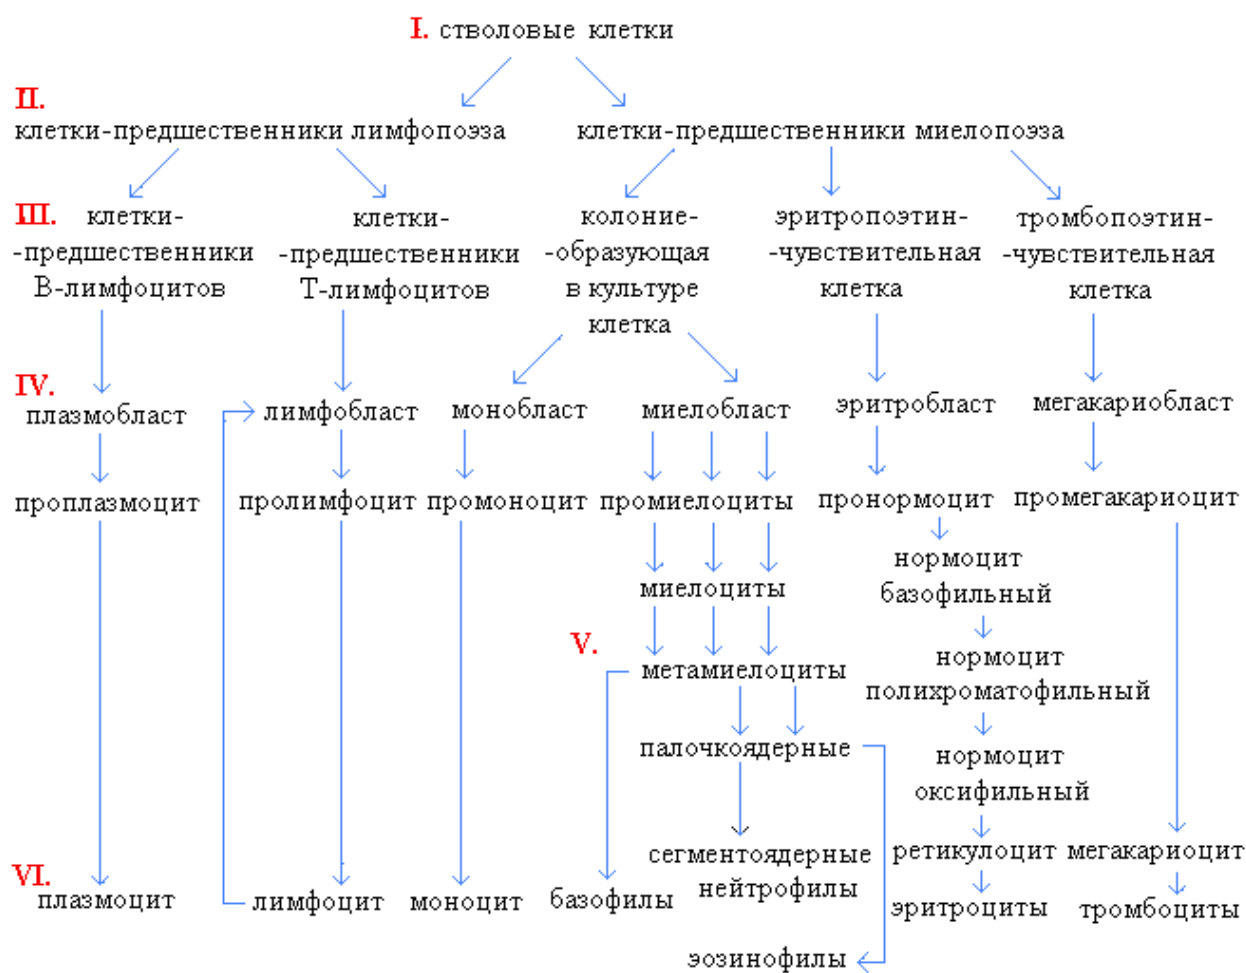 I. стволовые клетки
II.
клетки-предшественники лимфопоэза
клетки-предшественники миелопоэза
III.
клетки-
-предшественники
В-лимфоцитов
клетки-
-предшественники
Т-лимфоцитов
колоние-
-образующая
в культуре
клетка
эритропоэтин-
-чувствительная
клетка
тромбопоэтин-
-чувствительная
клетка
IV.
плазмобласт
лимфобласт
монобласт
миелобласт
эритробласт
мегакариобласт
проплазмоцит
пролимфоцит
промоноцит
промиелоциты
пронормоцит
промегакариоцит
нормоцит
базофильный
миелоциты
V.
метамиелоциты
нормоцит
полихроматофильный
палочкоядерные
нормоцит
оксифильный
сегментоядерные
нейтрофилы
ретикулоцит
мегакариоцит
VI.
плазмоцит
лимфоцит
моноцит
базофилы
эритроциты
тромбоциты
эозинофилы